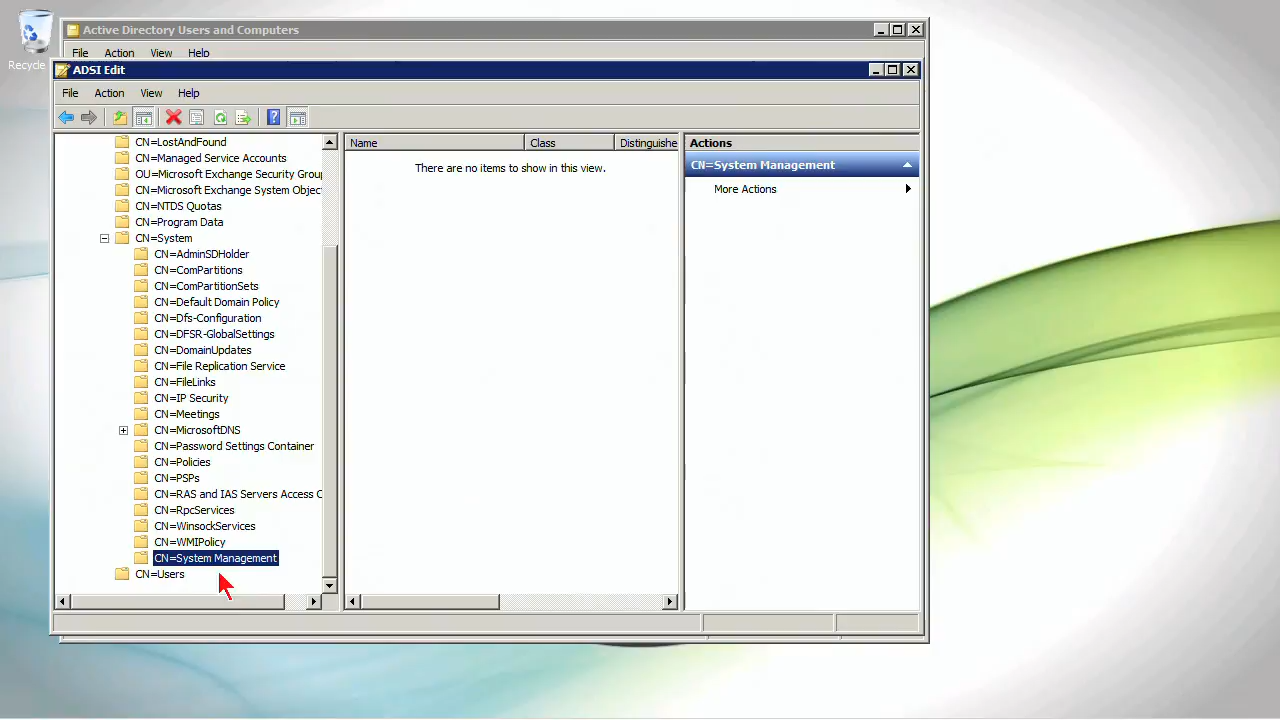 Active Directory Users and Computers
File Action View Help
Recycle
ADSI Edit
File Action View Help
CN=LostAndFound
CN=Managed Service Accounts
OU=Microsoft Exchange Security Grou
CN=Microsoft Exchange System Objec
CN=NTDS Quotas
CN=Program Data
CN=System
CN=AdminSDHolder
CN=ComPartitions
CN=ComPartitionSets
CN=Default Domain Policy
CN=Dfs-Configuration
CN=DFSR-GlobalSettings
CN=DomainUpdates
CN=File Replication Service
CN=FileLinks
CN=IP Security
CN=Meetings
CN=MicrosoftDNS
CN=Password Settings Container
CN=Policies
CN=PSPs
CN=RAS and IAS Servers Access C
CN=RpcServices
CN=WinsockServices
CN=WMIPolicy
CN=System Management
CN=Users
Name Class Distinguishe
There are no items to show in this view.
Actions
CN=System Management
More Actions